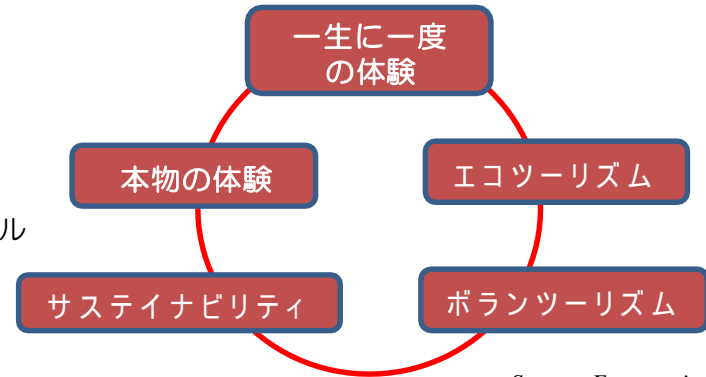 一生に一度
の体験
本物の体験
エコツーリズム
ル
サステイナビリティ
ボランツーリズム